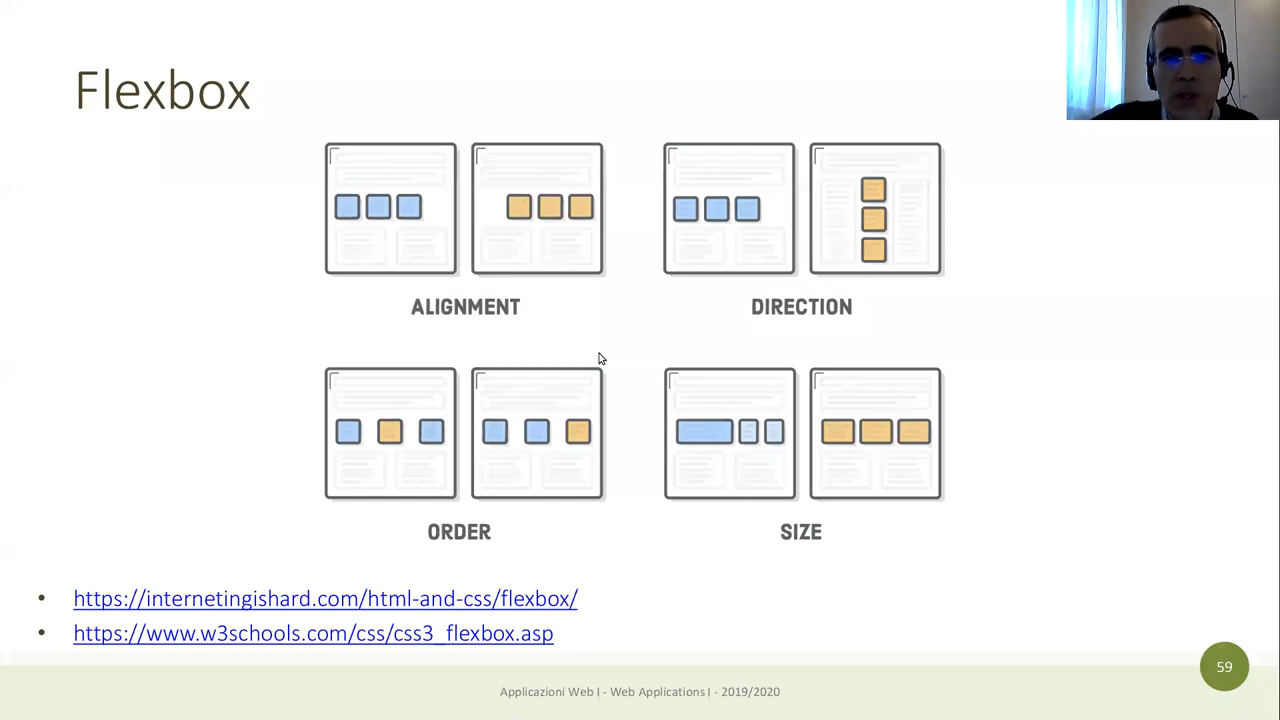 Flexbox
ALIGNMENT
DIRECTION
ORDER
SIZE
• https://internetingishard.com/html-and-css/flexbox/
• https://www.w3schools.com/css/css3_flexbox.asp
59
Applicazioni Web I - Web Applications I - 2019/2020